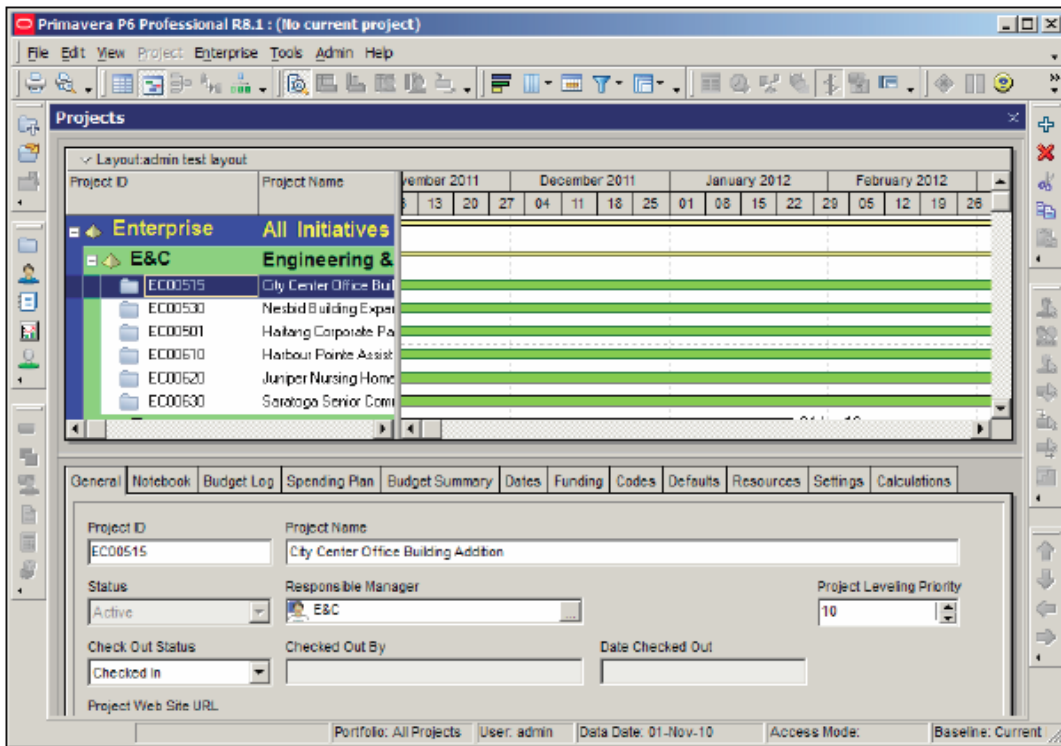 Primavera P6 Professional R8.1 : (No current project)
File Edit View Project Enterprise Tools Admin Help
Projects
Layout:admin test layout
Project ID Project Name vember 2011 December 2011 January 2012 February 2012
13 20 27 04 11 18 25 01 08 15 22 29 05 12 19 26
Enterprise All Initiatives
E&C Engineering &
EC00515 City Center Office Buil
EC00530 Nesbid Building Expan
EC00501 Haitang Corporate Pa
EC00610 Harbour Pointe Assist
EC00620 Juniper Nursing Home
EC00630 Saratoga Senior Comm
General Notebook Budget Log Spending Plan Budget Summary Dates Funding Codes Defaults Resources Settings Calculations
Project ID Project Name
EC00515 City Center Office Building Addition
Status Responsible Manager Project Leveling Priority
Active E&C ... 10
Check Out Status Checked Out By Date Checked Out
Checked In
Project Web Site URL
Portfolio: All Projects User: admin Data Date: 01-Nov-10 Access Mode: Baseline: Current